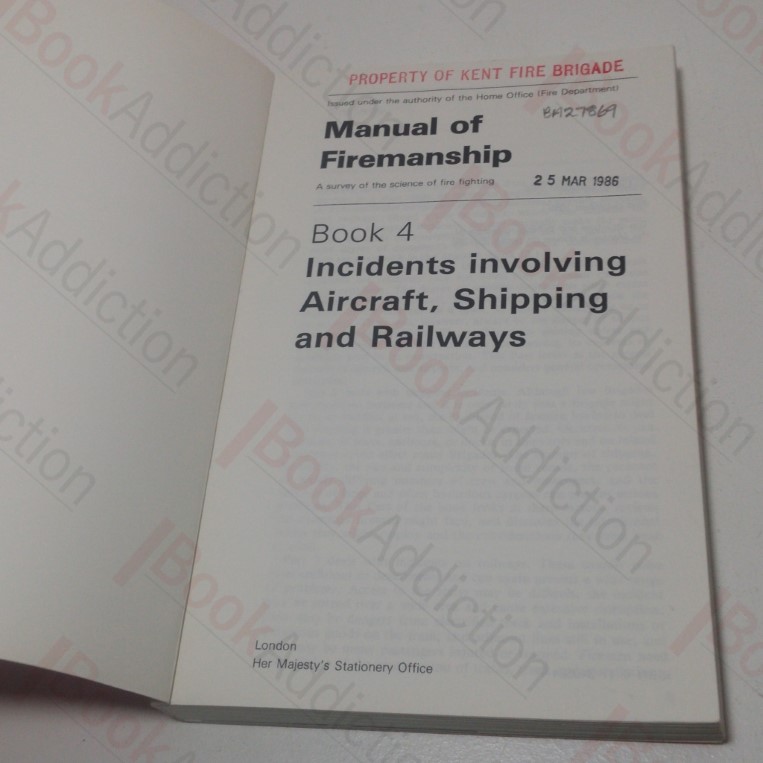 PROPERTY OF KENT FIRE BRIGADE
Issued under the authority of the Home Office (Fire Department)
BM27869
Manual of
Firemanship
A survey of the science of fire fighting
25 MAR 1986
Book 4
Incidents involving
Aircraft, Shipping
and Railways
London
Her Majesty's Stationery Office
BookAddiction